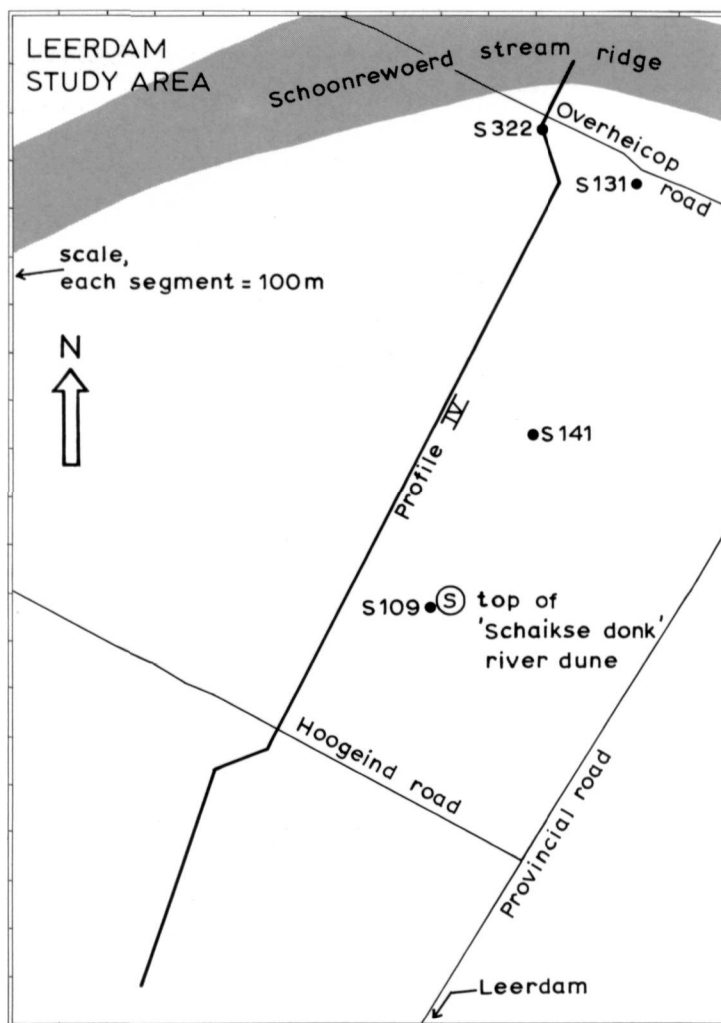 LEERDAM
STUDY AREA
Schoonrewoerd stream ridge
Overheicop
road
S322
S131
scale,
each segment = 100m
N
Profile IV
S141
S109
S
top of
'Schaikse donk'
river dune
Hoogeind road
Provincial road
Leerdam